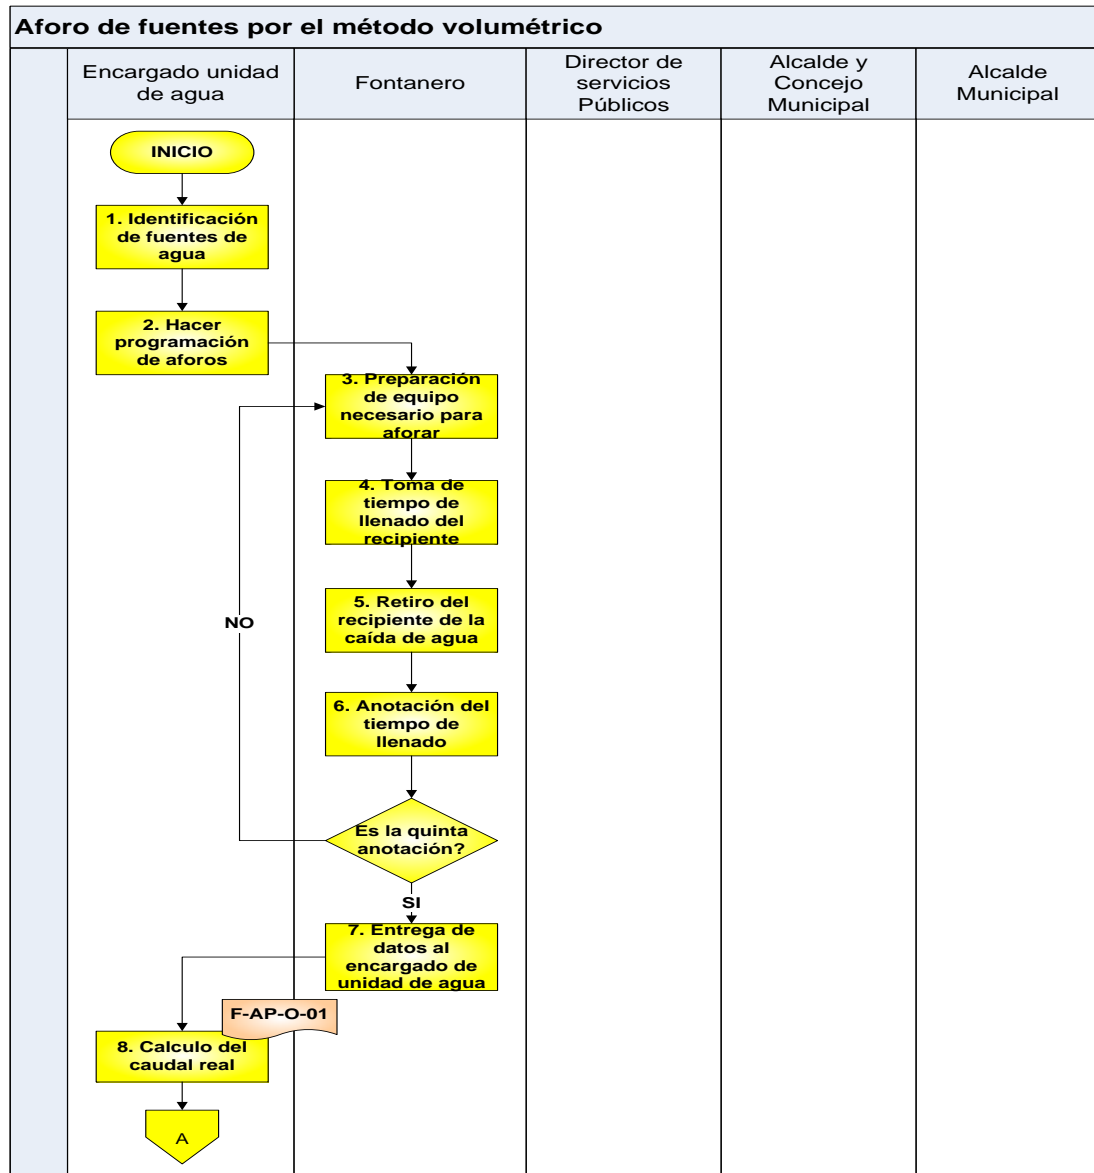 Aforo de fuentes por el método volumétrico
Encargado unidad
de agua
Fontanero
Director de
servicios
Públicos
Alcalde y
Concejo
Municipal
Alcalde
Municipal
INICIO
1. Identificación
de fuentes de
agua
2. Hacer
programación
de aforos
3. Preparación
de equipo
necesario para
aforar
4. Toma de
tiempo de
llenado del
recipiente
5. Retiro del
recipiente de la
caída de agua
NO
6. Anotación del
tiempo de
llenado
Es la quinta
anotación?
SI
7. Entrega de
datos al
encargado de
unidad de agua
F-AP-O-01
8. Calculo del
caudal real
A